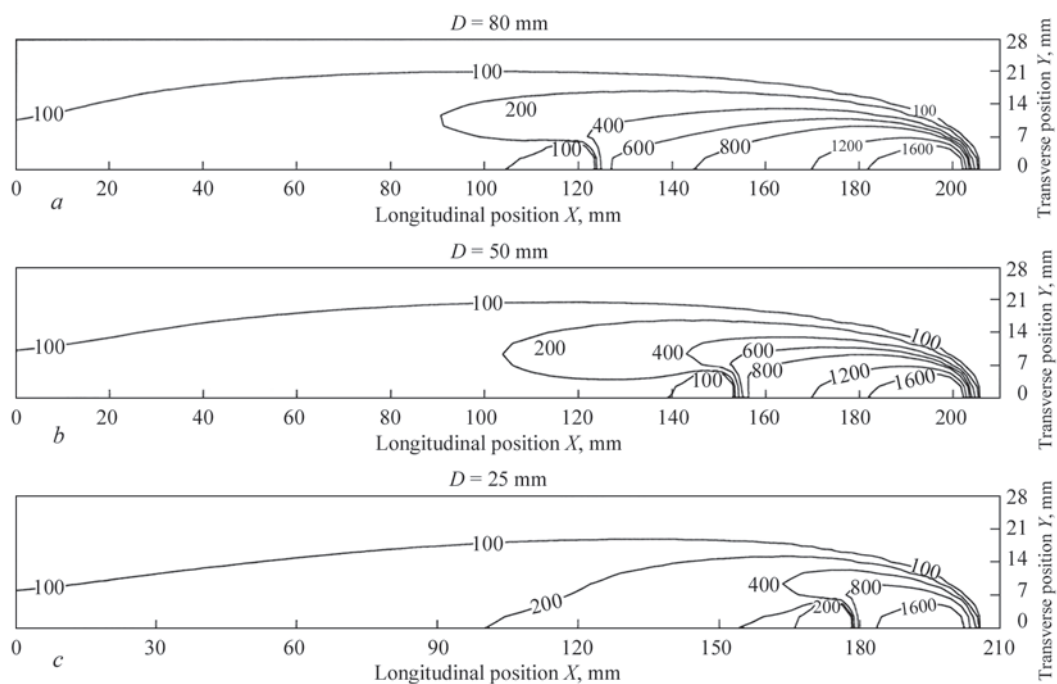 D = 80 mm
100
100
200
400
100
600
800
1200
1600
100
28
21
14
7
0
Transverse position Y, mm
0 20 40 60 80 100 120 140 160 180 200
a
Longitudinal position X, mm
D = 50 mm
100
100
200
400
600
100
800
1200
1600
100
28
21
14
7
0
Transverse position Y, mm
0 20 40 60 80 100 120 140 160 180 200
b
Longitudinal position X, mm
D = 25 mm
100
100
200
400
800
200
1600
100
28
21
14
7
0
Transverse position Y, mm
0 30 60 90 120 150 180 210
c
Longitudinal position X, mm